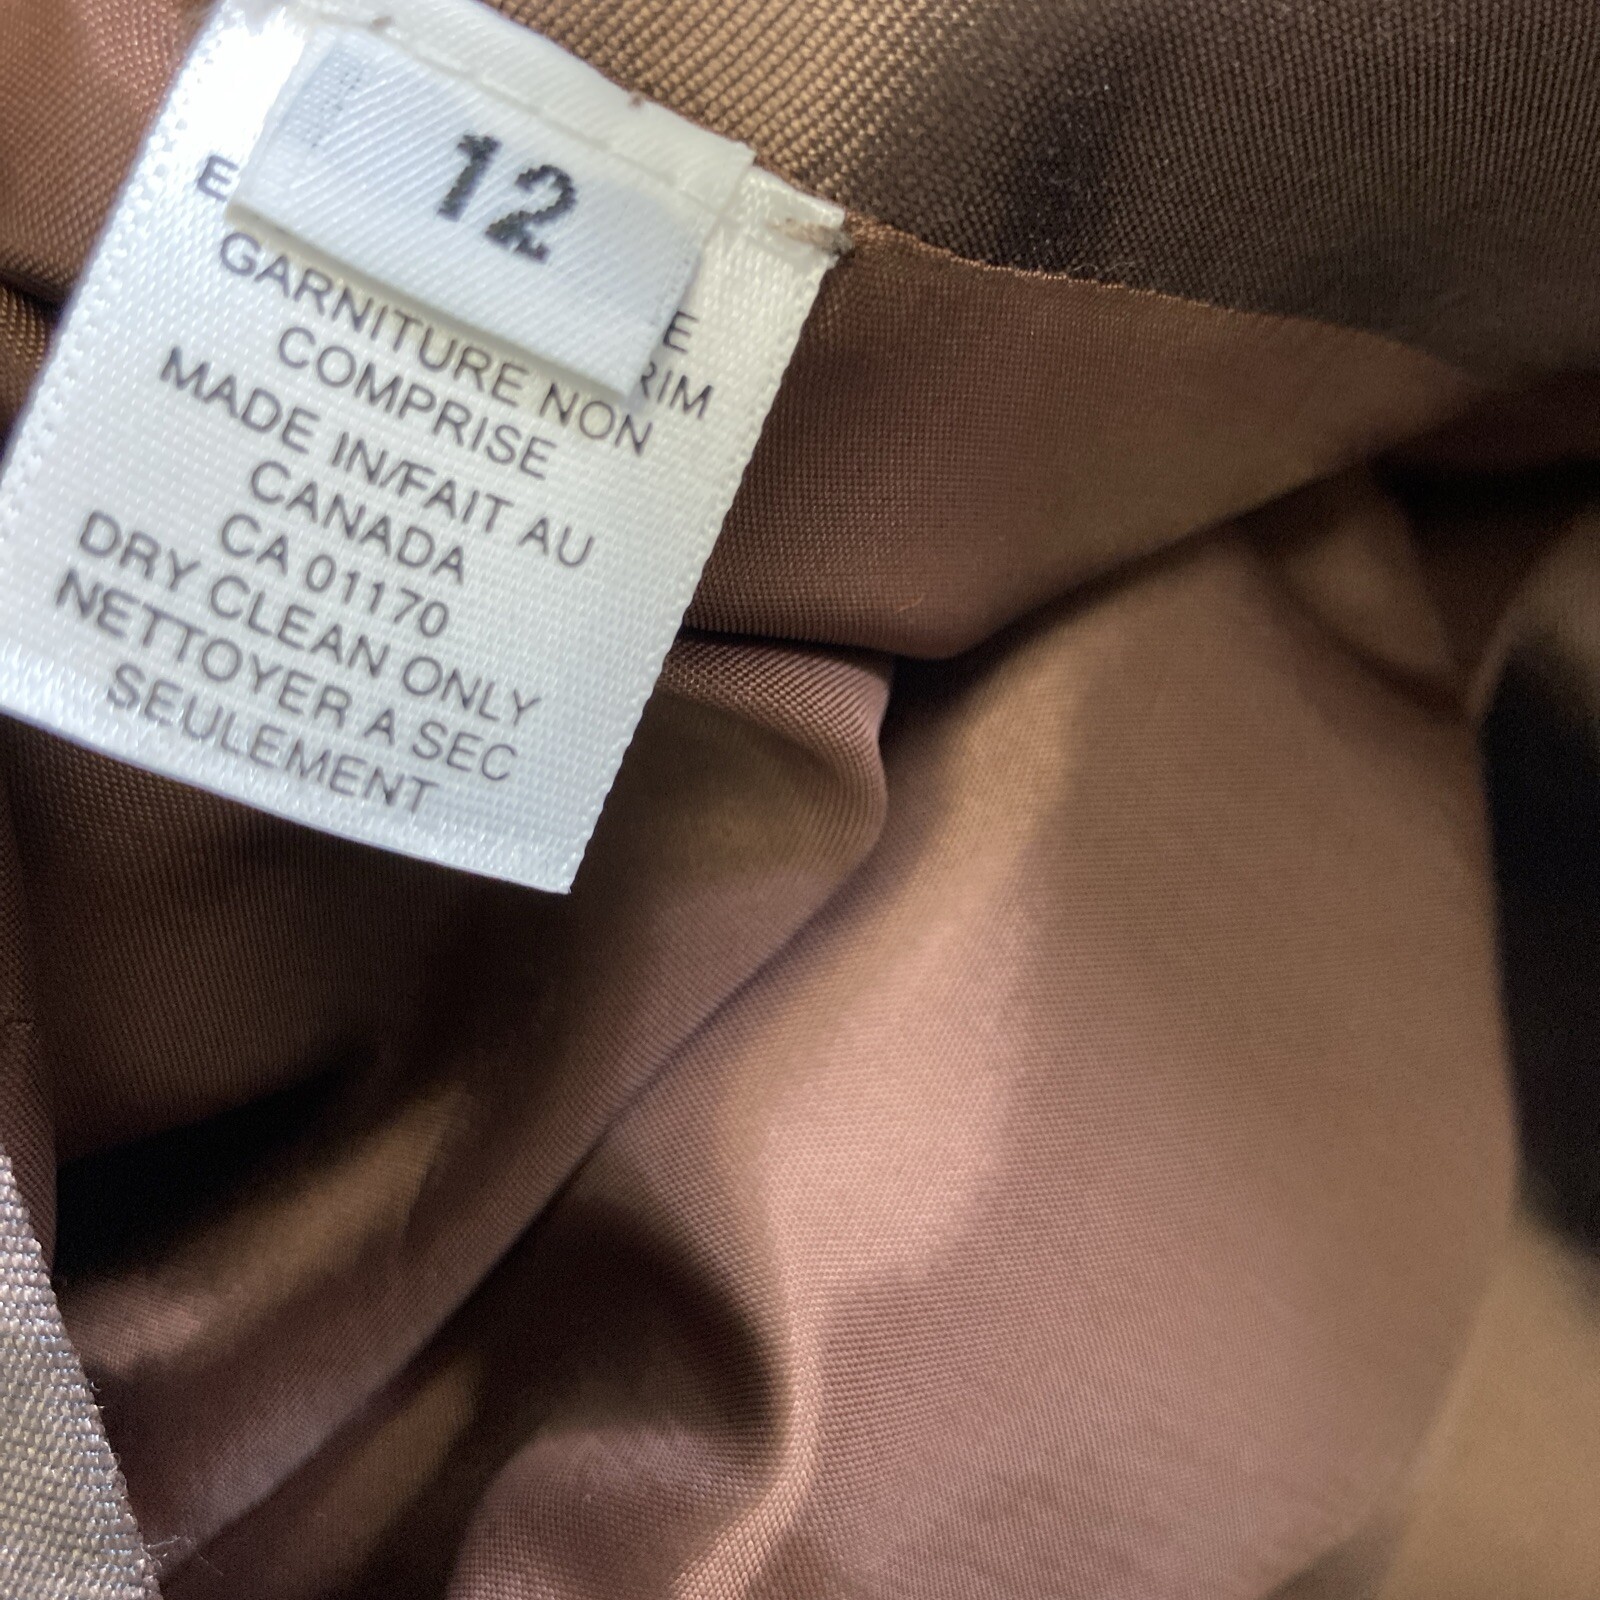 12
GARNITURE NON
COMPRISE
MADE IN/FAIT AU
CANADA
CA 01170
DRY CLEAN ONLY
NETTOYER A SEC
SEULEMENT